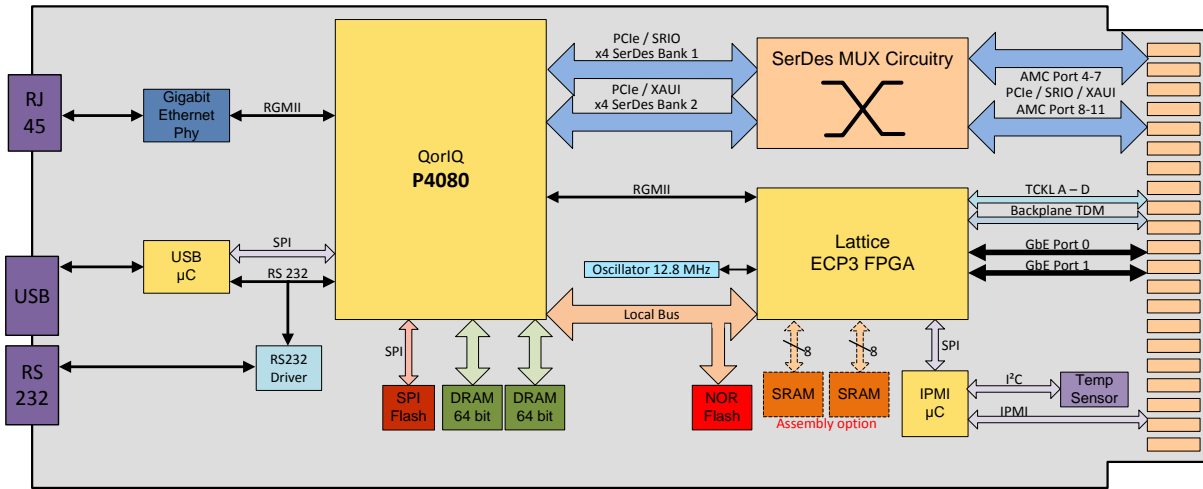 RJ
45
Gigabit
Ethernet
Phy
RGMII
QorIQ
P4080
PCIe / SRIO
x4 SerDes Bank 1
PCIe / XAUI
x4 SerDes Bank 2
SerDes MUX Circuitry
AMC Port 4-7
PCIe / SRIO / XAUI
AMC Port 8-11
RGMII
Lattice
ECP3 FPGA
TCKL A – D
Backplane TDM
GbE Port 0
GbE Port 1
USB
USB
µC
SPI
RS 232
Oscillator 12.8 MHz
Local Bus
RS
232
RS232
Driver
SPI
SPI
Flash
DRAM
64 bit
DRAM
64 bit
NOR
Flash
8
8
SRAM
SRAM
Assembly option
SPI
IPMI
µC
I²C
Temp
Sensor
IPMI